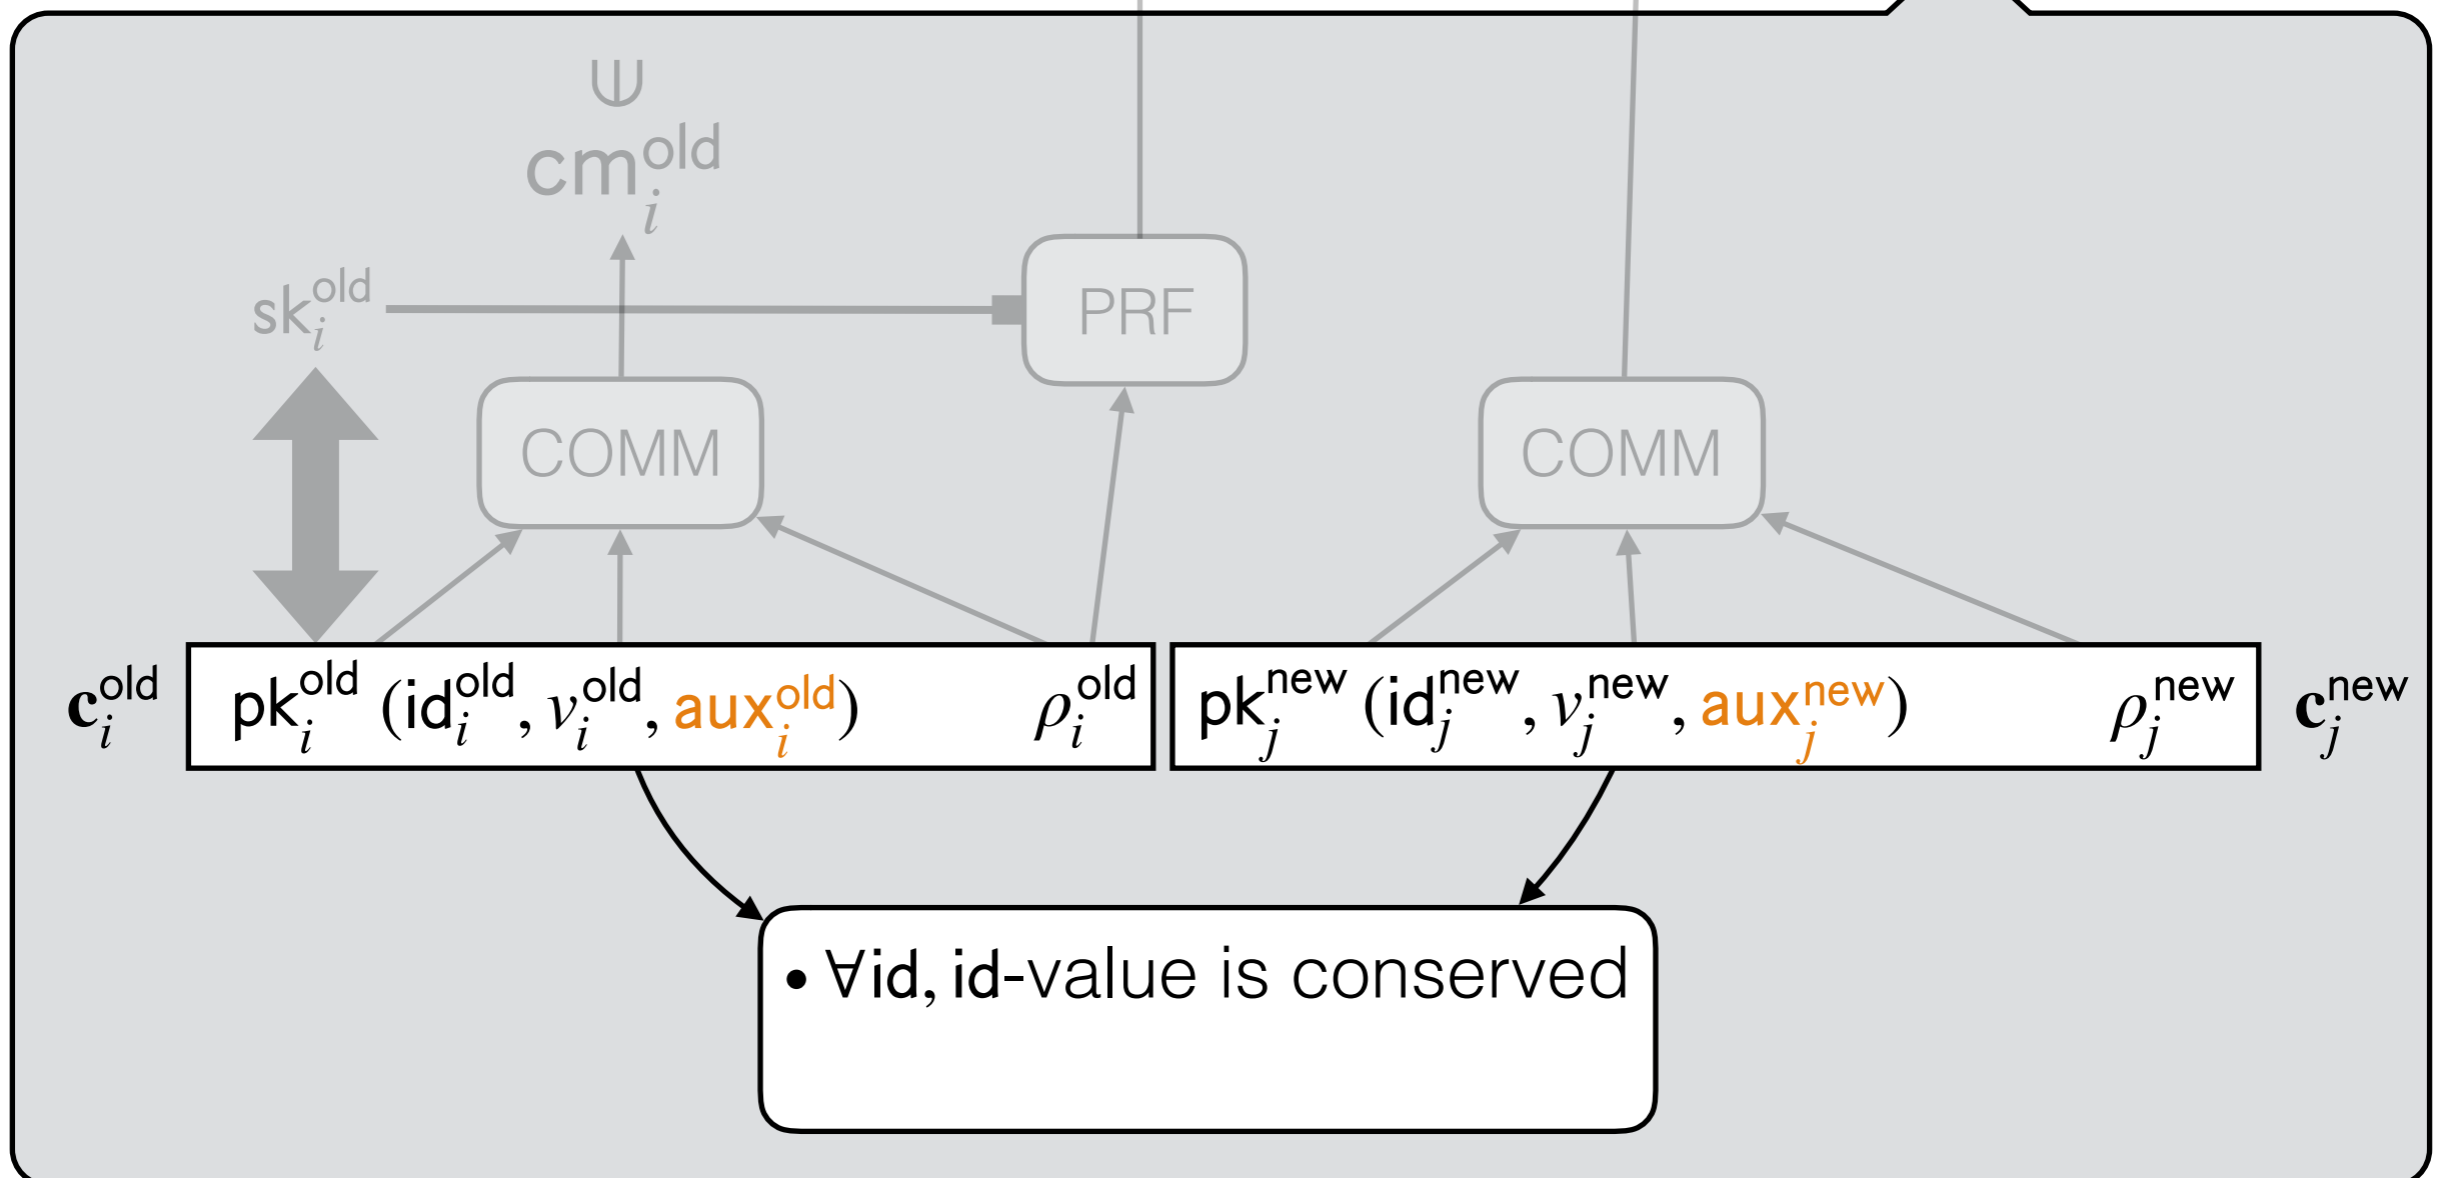 ∈
cm_i^old
sk_i^old
PRF
COMM
COMM
c_i^old pk_i^old (id_i^old, v_i^old, aux_i^old) ρ_i^old pk_j^new (id_j^new, v_j^new, aux_j^new) ρ_j^new c_j^new
• ∀id, id-value is conserved